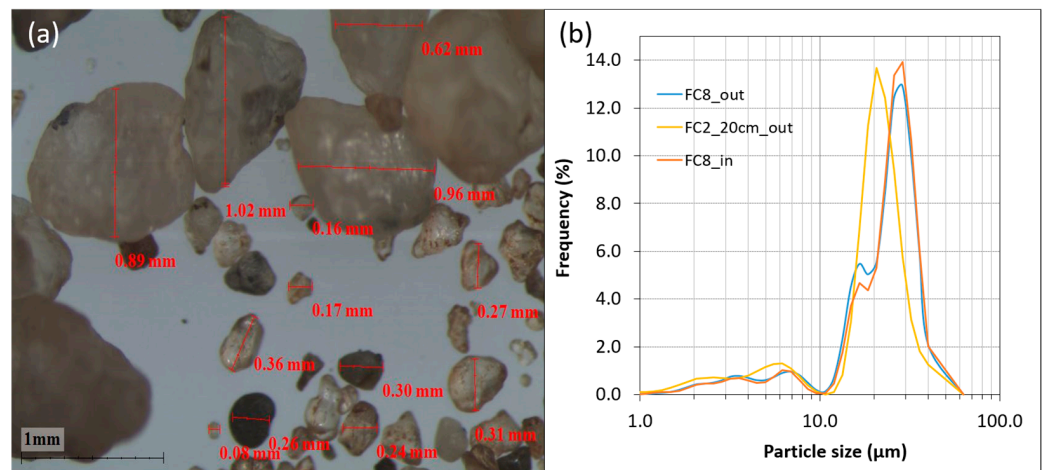 (a)
0.62 mm
0.96 mm
1.02 mm
0.16 mm
0.89 mm
0.17 mm
0.27 mm
0.36 mm
0.30 mm
0.31 mm
0.26 mm
0.24 mm
0.08 mm
1mm
(b)
14.0
12.0
10.0
8.0
6.0
4.0
2.0
0.0
Frequency (%)
FC8_out
FC2_20cm_out
FC8_in
1.0
10.0
100.0
Particle size (μm)